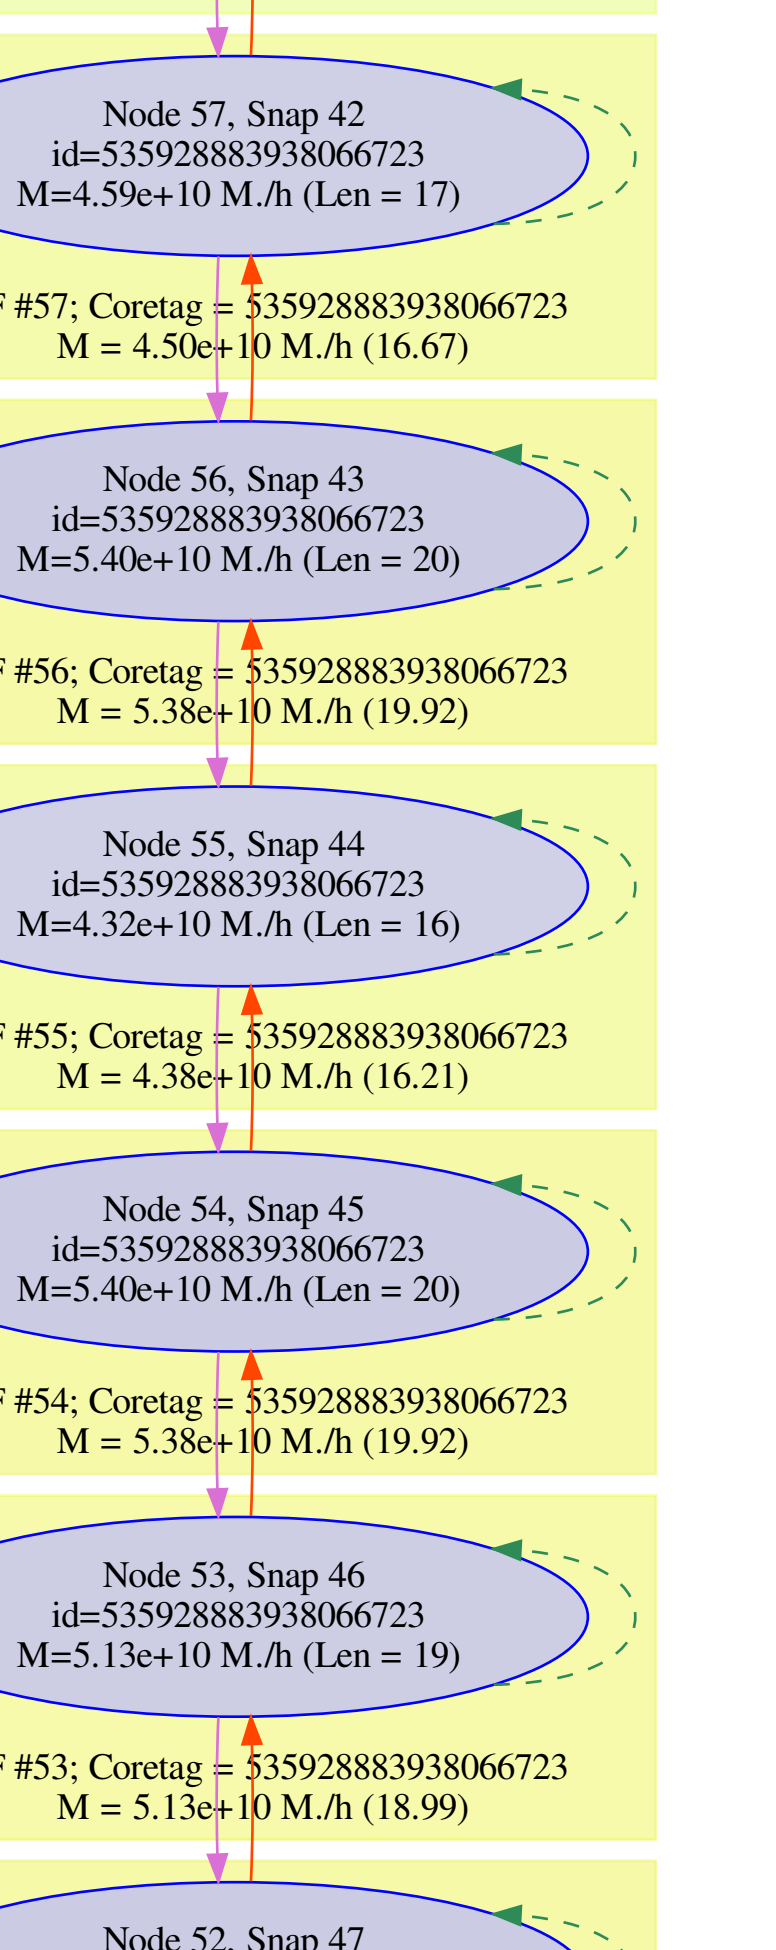 Node 57, Snap 42
id=535928883938066723
M=4.59e+10 M./h (Len = 17)
F #57; Coretag = 535928883938066723
M = 4.50e+10 M./h (16.67)
Node 56, Snap 43
id=535928883938066723
M=5.40e+10 M./h (Len = 20)
F #56; Coretag = 535928883938066723
M = 5.38e+10 M./h (19.92)
Node 55, Snap 44
id=535928883938066723
M=4.32e+10 M./h (Len = 16)
F #55; Coretag = 535928883938066723
M = 4.38e+10 M./h (16.21)
Node 54, Snap 45
id=535928883938066723
M=5.40e+10 M./h (Len = 20)
F #54; Coretag = 535928883938066723
M = 5.38e+10 M./h (19.92)
Node 53, Snap 46
id=535928883938066723
M=5.13e+10 M./h (Len = 19)
F #53; Coretag = 535928883938066723
M = 5.13e+10 M./h (18.99)
Node 52, Snap 47